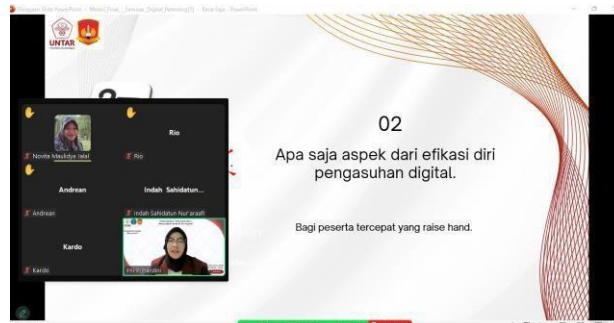 UNTAR
02
Apa saja aspek dari efikasi diri
pengasuhan digital.
Bagi peserta tercepat yang raise hand.
Novita Maulidya Jalal
Rio
Rio
Andrean
Andrean
Indah Sahidatun...
Indah Sahidatun Nur'araafi
Kardo
Kardo